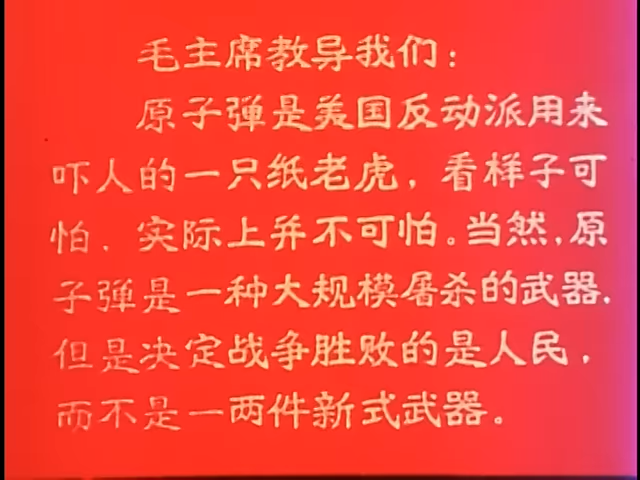 毛主席教导我们：
原子弹是美国反动派用来
吓人的一只纸老虎，看样子可
怕，实际上并不可怕。当然，原
子弹是一种大规模屠杀的武器，
但是决定战争胜败的是人民，
而不是一两件新式武器。